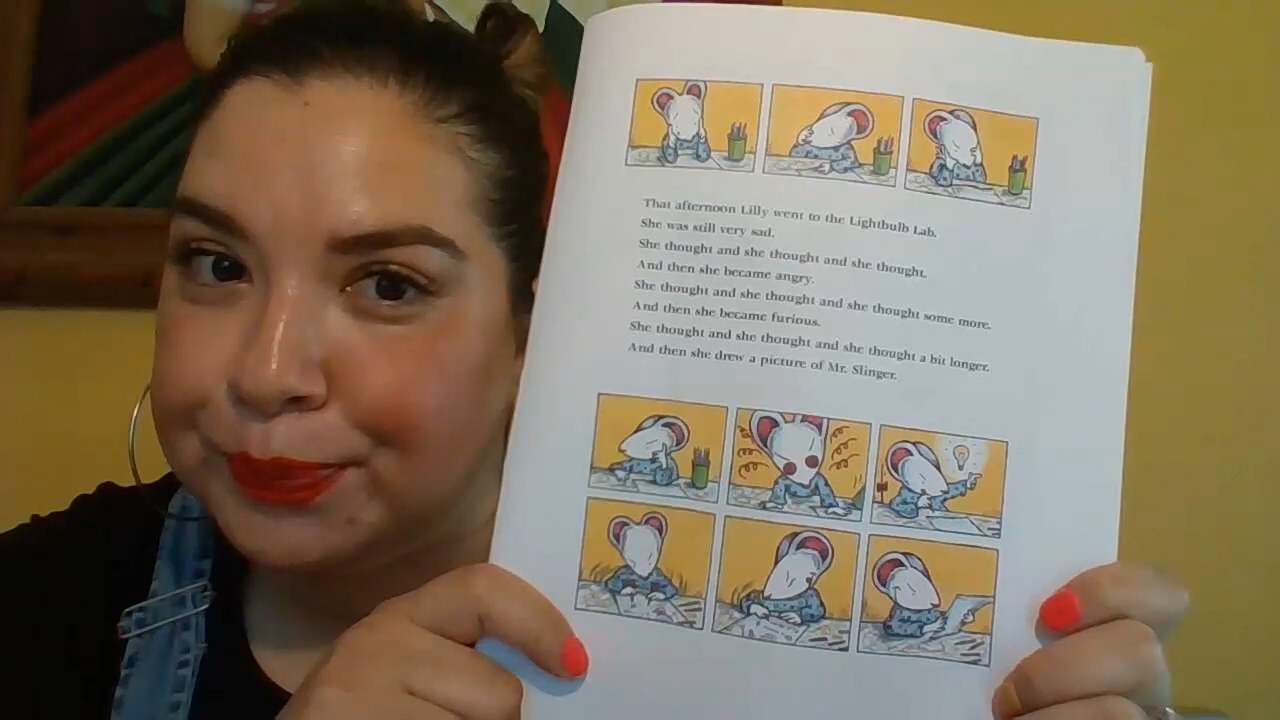 That afternoon Lilly went to the Lightbulb Lab.
She was still very sad.
She thought and she thought and she thought.
And then she became angry.
She thought and she thought and she thought some more.
And then she became furious.
She thought and she thought and she thought a bit longer.
And then she drew a picture of Mr. Slinger.